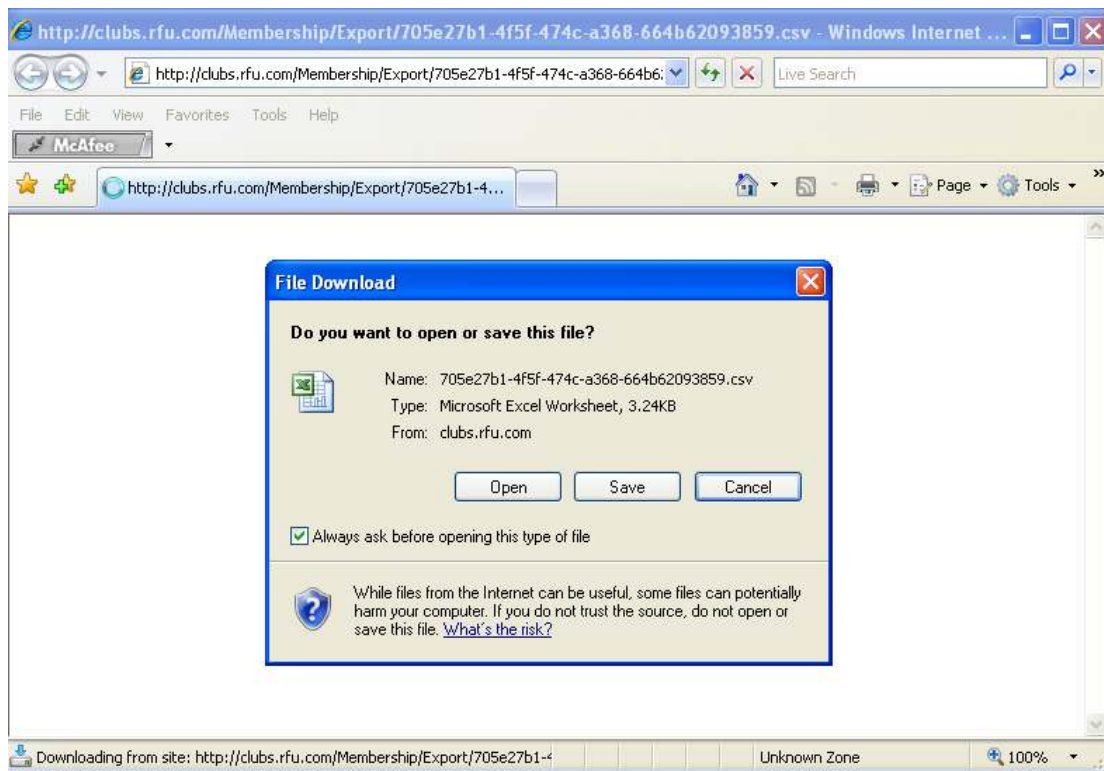 http://clubs.rfu.com/Membership/Export/705e27b1-4f5f-474c-a368-664b62093859.csv - Windows Internet ...
http://clubs.rfu.com/Membership/Export/705e27b1-4f5f-474c-a368-664b6: Live Search
File Edit View Favorites Tools Help
McAfee
http://clubs.rfu.com/Membership/Export/705e27b1-4... Page Tools »
File Download
Do you want to open or save this file?
Name: 705e27b1-4f5f-474c-a368-664b62093859.csv
Type: Microsoft Excel Worksheet, 3.24KB
From: clubs.rfu.com
Open Save Cancel
Always ask before opening this type of file
While files from the Internet can be useful, some files can potentially
harm your computer. If you do not trust the source, do not open or
save this file. What's the risk?
Downloading from site: http://clubs.rfu.com/Membership/Export/705e27b1-4 Unknown Zone 100%